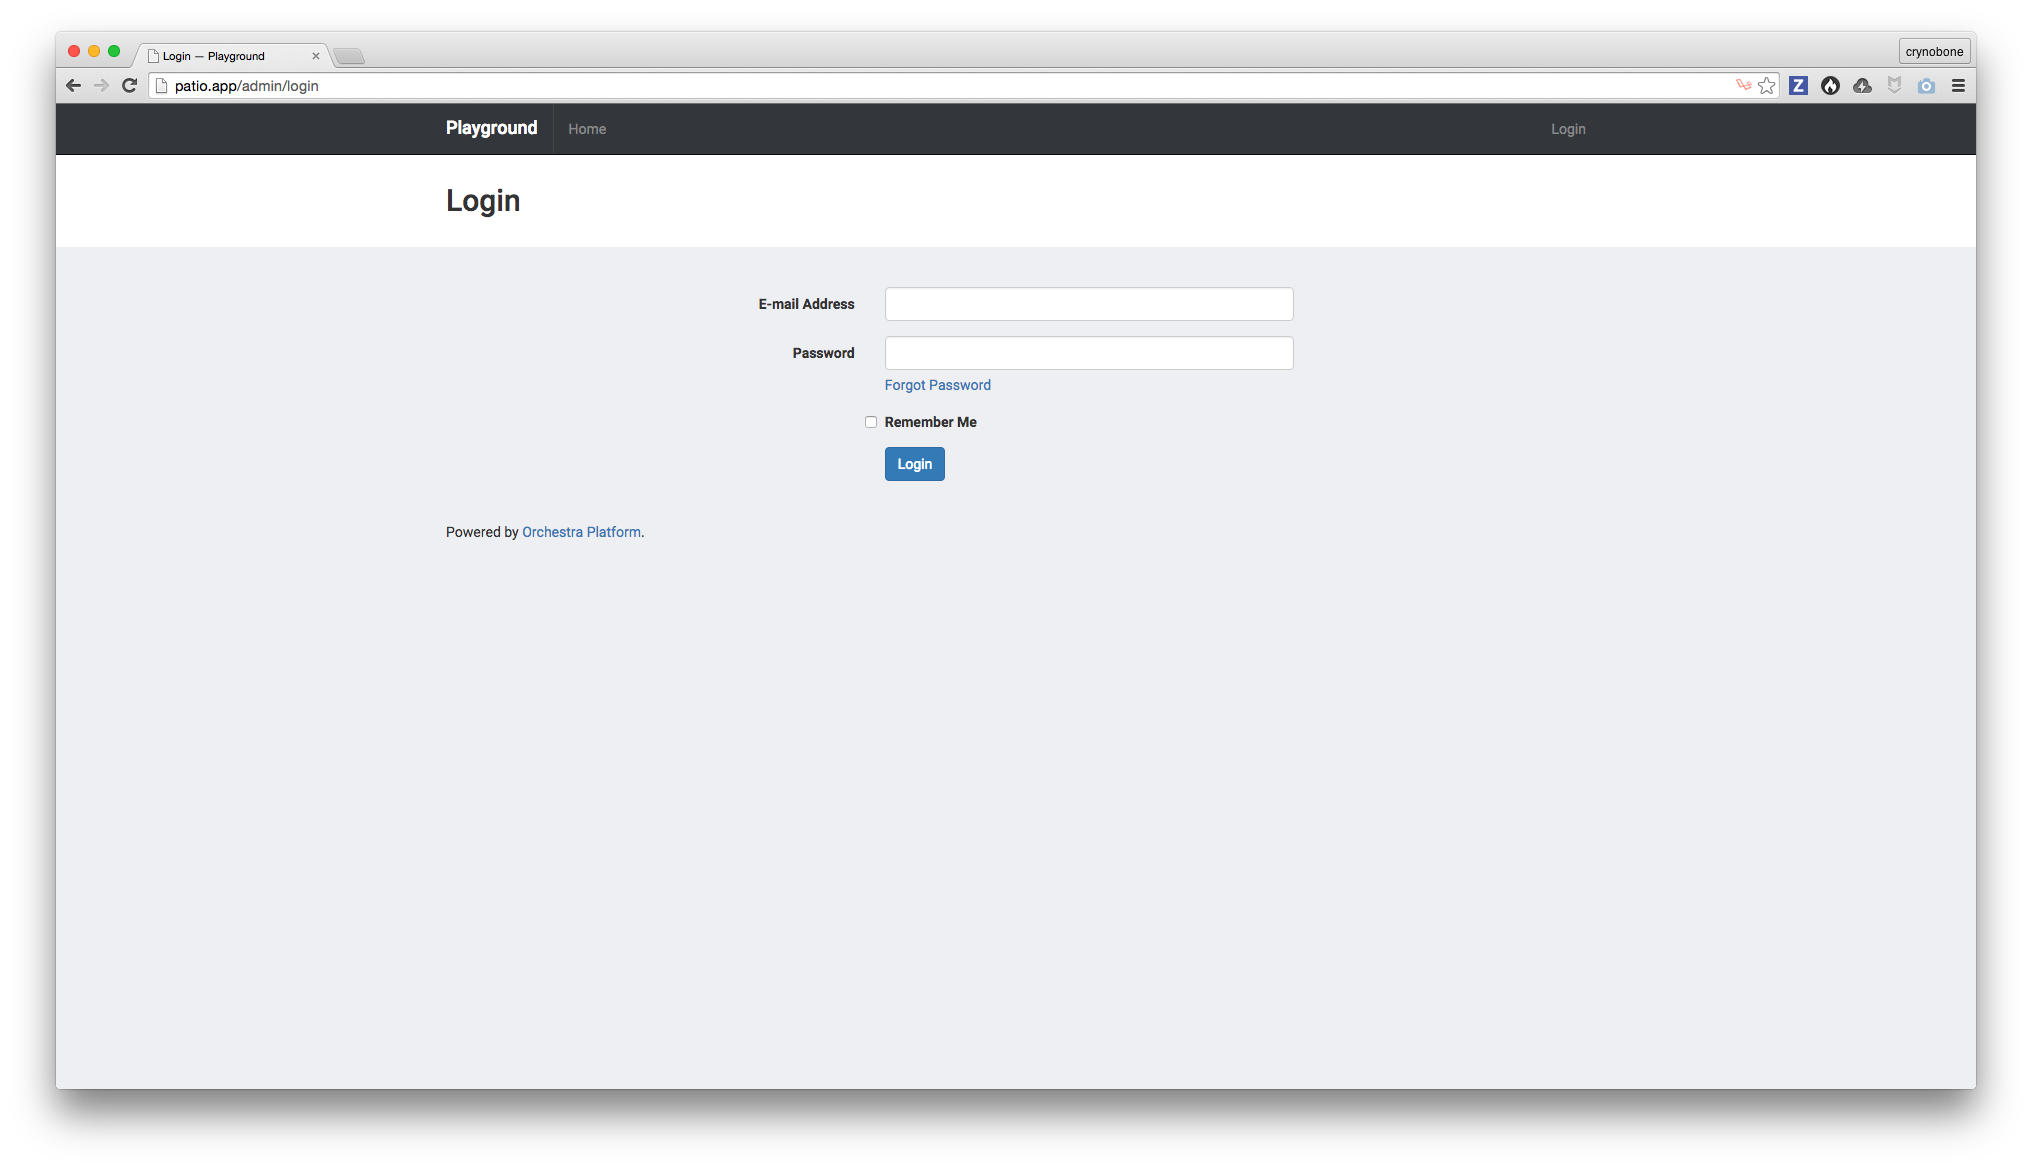 Login — Playground
crynobone
patio.app/admin/login
Z
Playground
Home
Login
Login
E-mail Address
Password
Forgot Password
Remember Me
Login
Powered by Orchestra Platform.